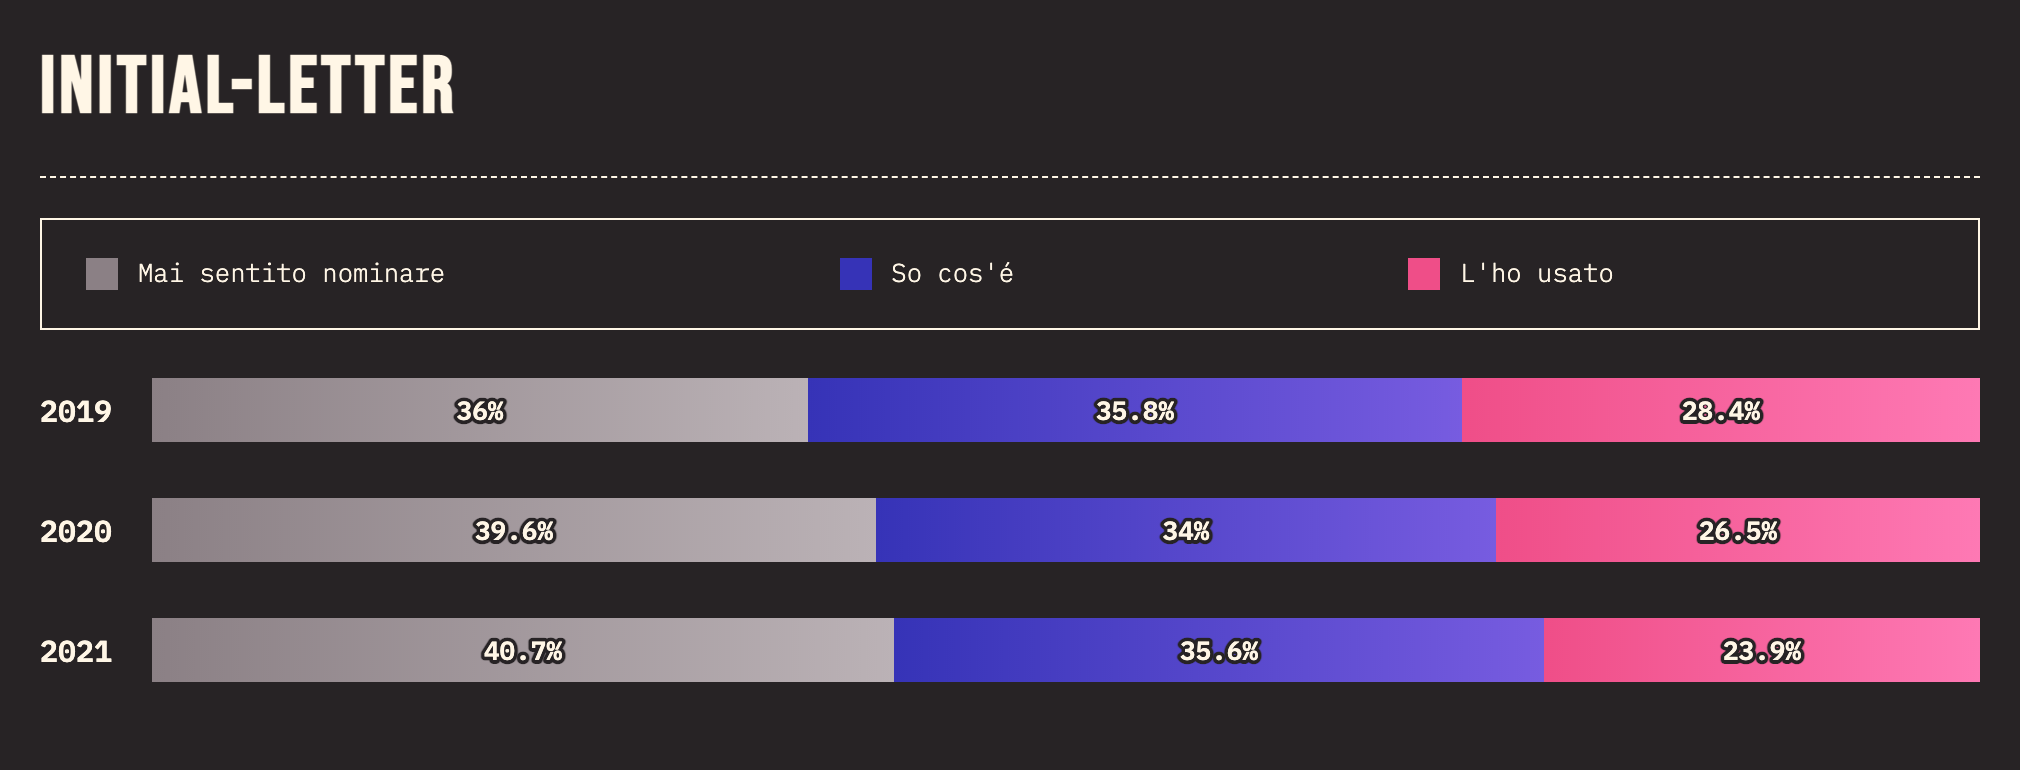 INITIAL-LETTER
Mai sentito nominare So cos'é L'ho usato
2019 36% 35.8% 28.4%
2020 39.6% 34% 26.5%
2021 40.7% 35.6% 23.9%